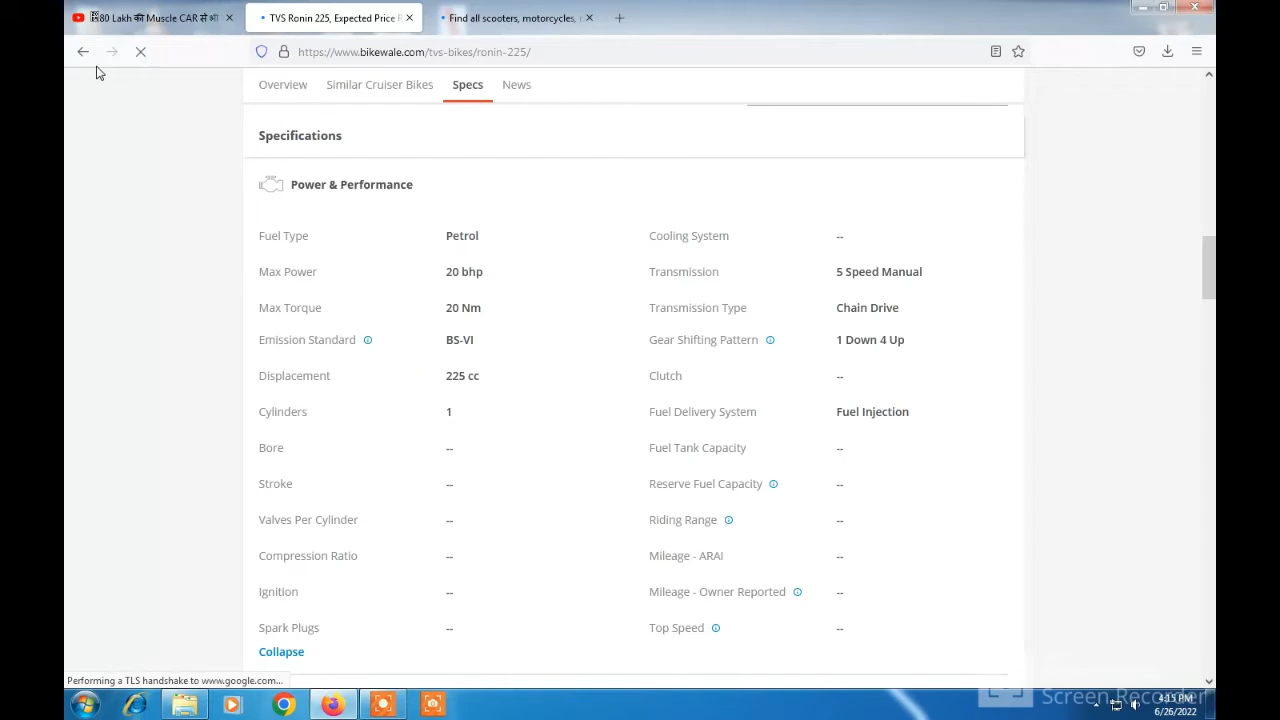 80 Lakh की Muscle CAR से
TVS Ronin 225, Expected Price
Find all scooters, motorcycles,
https://www.bikewale.com/tvs-bikes/ronin-225/
Overview Similar Cruiser Bikes Specs News
Specifications
Power & Performance
Fuel Type Petrol Cooling System --
Max Power 20 bhp Transmission 5 Speed Manual
Max Torque 20 Nm Transmission Type Chain Drive
Emission Standard BS-VI Gear Shifting Pattern 1 Down 4 Up
Displacement 225 cc Clutch --
Cylinders 1 Fuel Delivery System Fuel Injection
Bore -- Fuel Tank Capacity --
Stroke -- Reserve Fuel Capacity --
Valves Per Cylinder -- Riding Range --
Compression Ratio -- Mileage - ARAI --
Ignition -- Mileage - Owner Reported --
Spark Plugs -- Top Speed --
Collapse
Performing a TLS handshake to www.google.com...
Screen Recorder
4:15 PM
6/26/2022